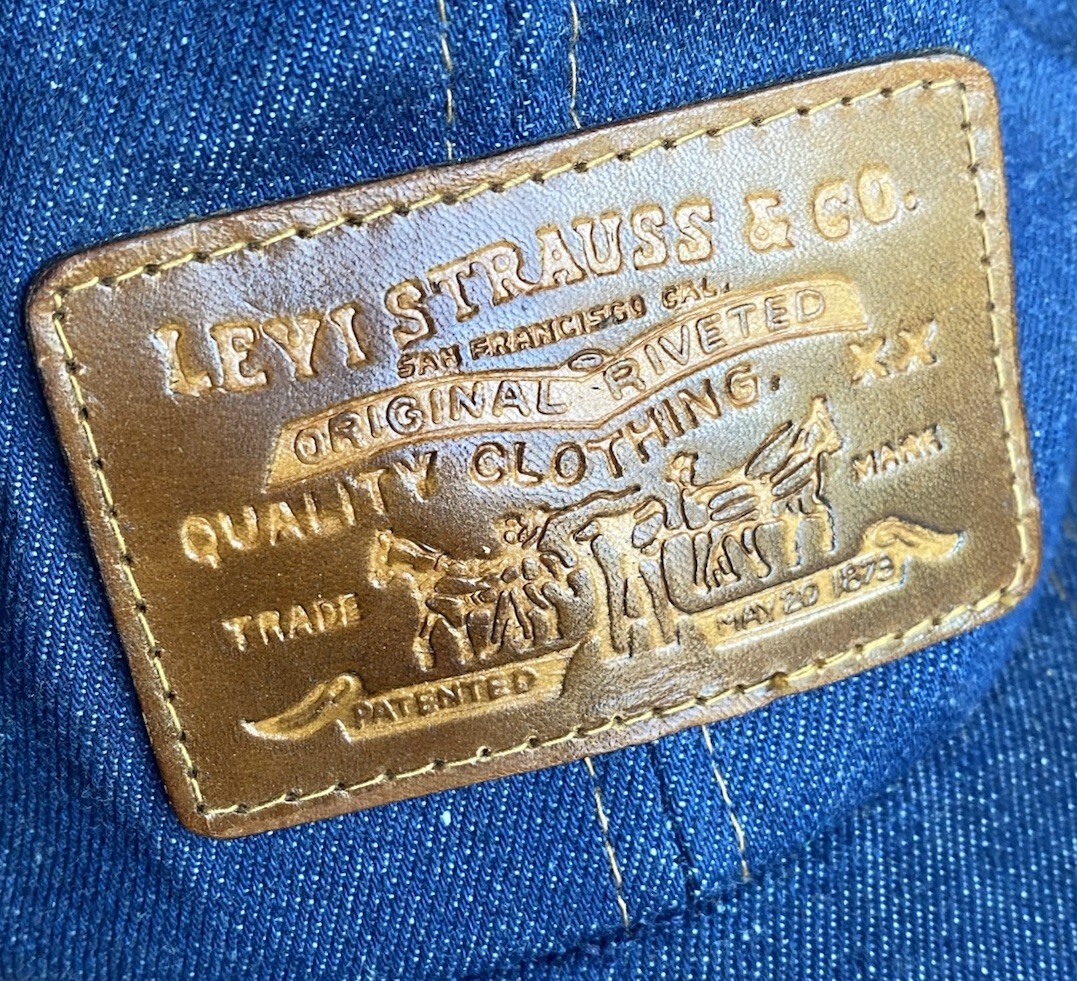 LEVI STRAUSS & CO.
SAN FRANCISCO CAL.
ORIGINAL RIVETED
XX
QUALITY CLOTHING.
TRADE MARK
PATENTED MAY 20 1873